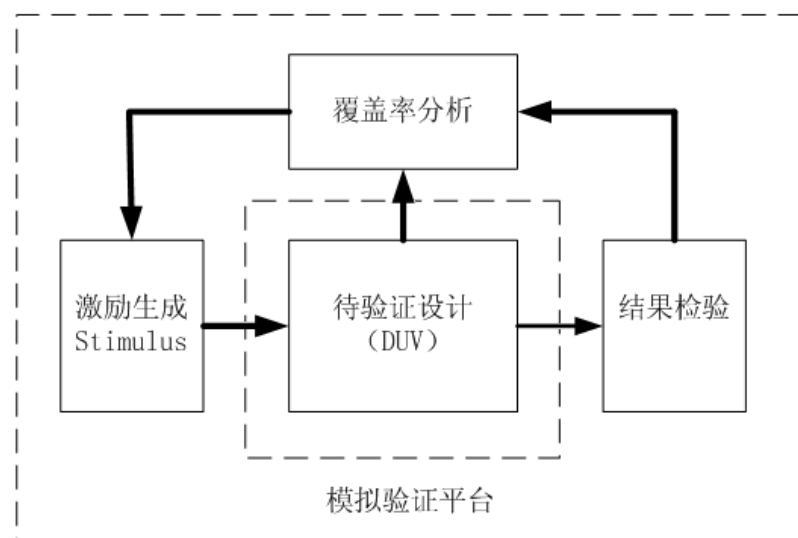 覆盖率分析
激励生成
Stimulus
待验证设计
（DUV）
结果检验
模拟验证平台